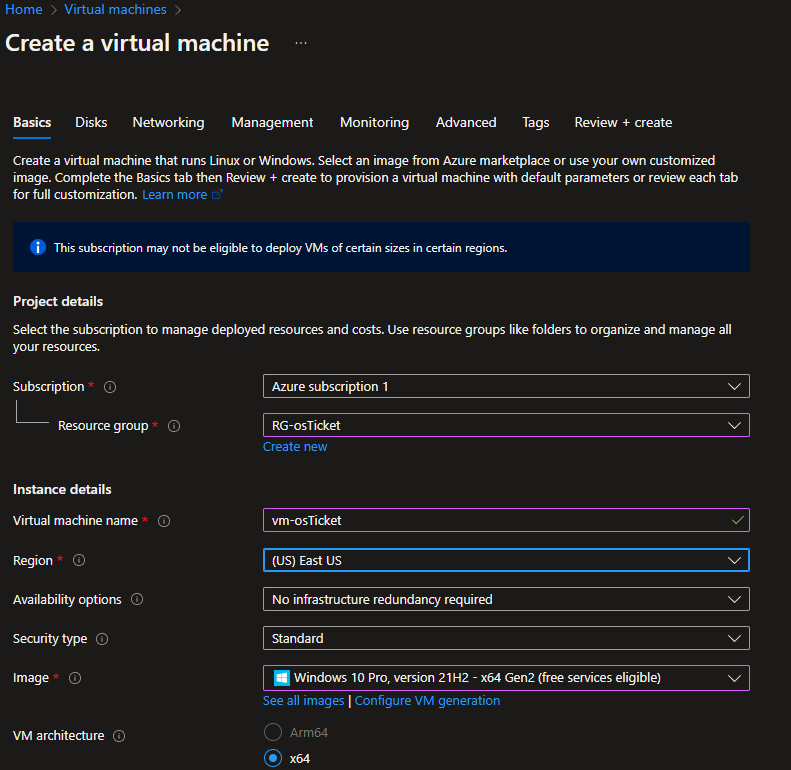 Home > Virtual machines >
Create a virtual machine ...
Basics Disks Networking Management Monitoring Advanced Tags Review + create
Create a virtual machine that runs Linux or Windows. Select an image from Azure marketplace or use your own customized
image. Complete the Basics tab then Review + create to provision a virtual machine with default parameters or review each tab
for full customization. Learn more
This subscription may not be eligible to deploy VMs of certain sizes in certain regions.
Project details
Select the subscription to manage deployed resources and costs. Use resource groups like folders to organize and manage all
your resources.
Subscription * Azure subscription 1
Resource group * RG-osTicket
Create new
Instance details
Virtual machine name * vm-osTicket
Region * (US) East US
Availability options No infrastructure redundancy required
Security type Standard
Image * Windows 10 Pro, version 21H2 - x64 Gen2 (free services eligible)
See all images | Configure VM generation
VM architecture Arm64
x64